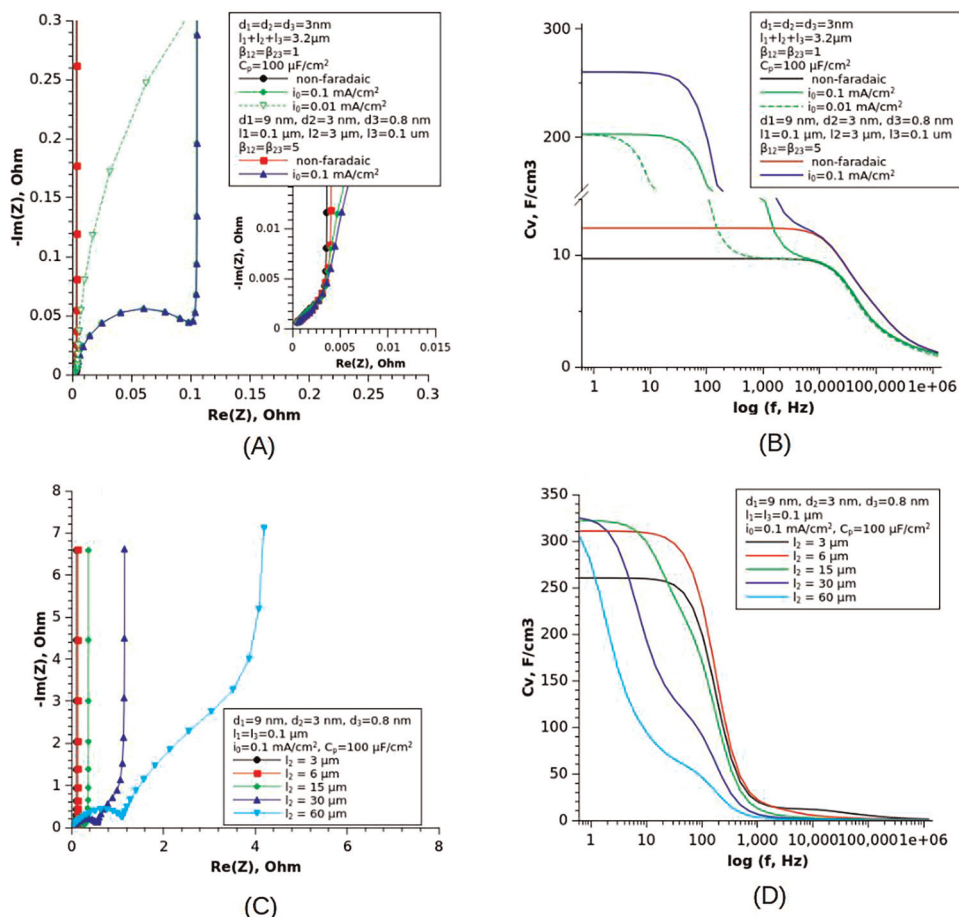 0.3
0.25
0.2
0.15
0.1
0.05
0
-Im(Z), Ohm
0 0.05 0.1 0.15 0.2 0.25 0.3
Re(Z), Ohm
d₁=d₂=d₃=3nm
l₁+l₂+l₃=3.2µm
β₁₂=β₂₃=1
Cₚ=100 µF/cm²
non-faradaic
i₀=0.1 mA/cm²
i₀=0.01 mA/cm²
d1=9 nm, d2=3 nm, d3=0.8 nm
l1=0.1 µm, l2=3 µm, l3=0.1 um
β₁₂=β₂₃=5
non-faradaic
i₀=0.1 mA/cm²
-Im(Z), Ohm
0.01
0.005
0
0 0.005 0.01 0.015
Re(Z), Ohm
(A)
300
200
10
0
Cv, F/cm3
1 10 100 1,000 10,000 100,000 1e+06
log (f, Hz)
d₁=d₂=d₃=3nm
l₁+l₂+l₃=3.2µm
β₁₂=β₂₃=1
Cₚ=100 µF/cm²
non-faradaic
i₀=0.1 mA/cm²
i₀=0.01 mA/cm²
d1=9 nm, d2=3 nm, d3=0.8 nm
l1=0.1 µm, l2=3 µm, l3=0.1 um
β₁₂=β₂₃=5
non-faradaic
i₀=0.1 mA/cm²
(B)
8
7
6
5
4
3
2
1
0
-Im(Z), Ohm
0 2 4 6 8
Re(Z), Ohm
d₁=9 nm, d₂=3 nm, d₃=0.8 nm
l₁=l₃=0.1 µm
i₀=0.1 mA/cm², Cₚ=100 µF/cm²
l₂ = 3 µm
l₂ = 6 µm
l₂ = 15 µm
l₂ = 30 µm
l₂ = 60 µm
(C)
350
300
250
200
150
100
50
0
Cv, F/cm3
1 10 100 1,000 10,000 100,000 1e+06
log (f, Hz)
d₁=9 nm, d₂=3 nm, d₃=0.8 nm
l₁=l₃=0.1 µm
i₀=0.1 mA/cm², Cₚ=100 µF/cm²
l₂ = 3 µm
l₂ = 6 µm
l₂ = 15 µm
l₂ = 30 µm
l₂ = 60 µm
(D)